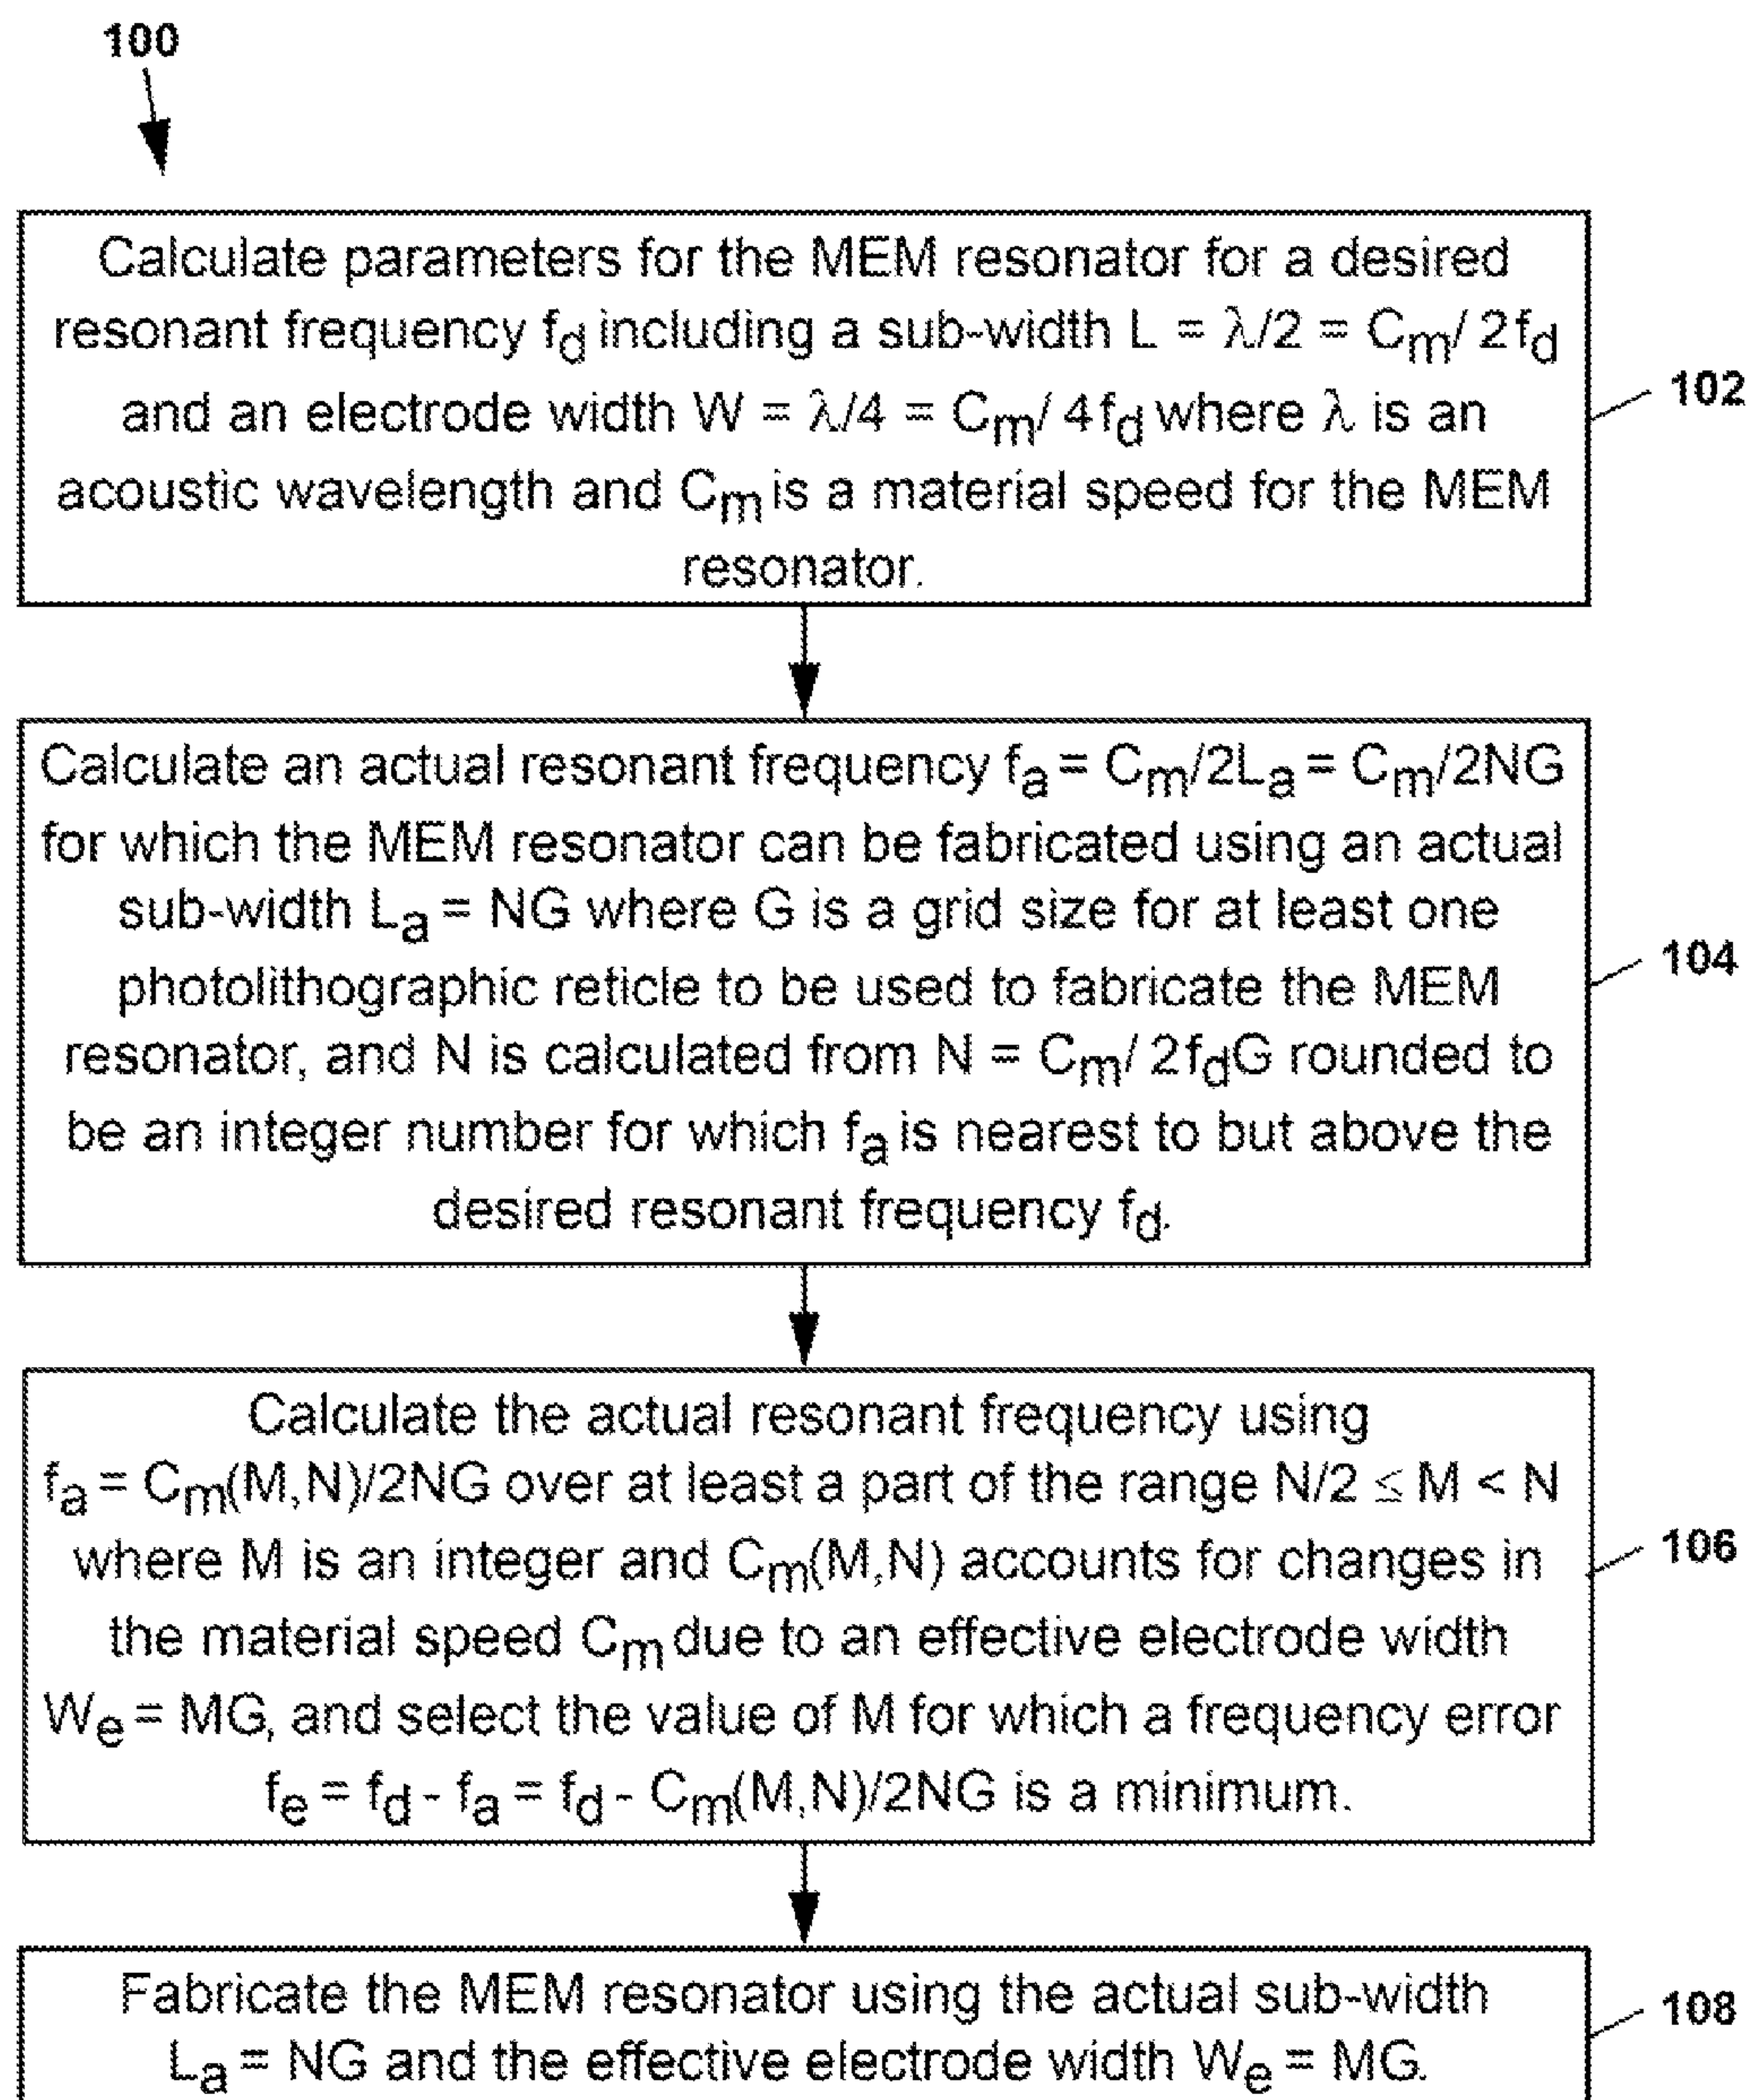 100
Calculate parameters for the MEM resonator for a desired
resonant frequency fd including a sub-width L = λ/2 = Cm/ 2fd
and an electrode width W = λ/4 = Cm/ 4fd where λ is an
acoustic wavelength and Cm is a material speed for the MEM
resonator.
102
Calculate an actual resonant frequency fa = Cm/2La = Cm/2NG
for which the MEM resonator can be fabricated using an actual
sub-width La = NG where G is a grid size for at least one
photolithographic reticle to be used to fabricate the MEM
resonator, and N is calculated from N = Cm/ 2fdG rounded to
be an integer number for which fa is nearest to but above the
desired resonant frequency fd.
104
Calculate the actual resonant frequency using
fa = Cm(M,N)/2NG over at least a part of the range N/2 ≤ M < N
where M is an integer and Cm(M,N) accounts for changes in
the material speed Cm due to an effective electrode width
We = MG, and select the value of M for which a frequency error
fe = fd - fa = fd - Cm(M,N)/2NG is a minimum.
106
Fabricate the MEM resonator using the actual sub-width
La = NG and the effective electrode width We = MG.
108